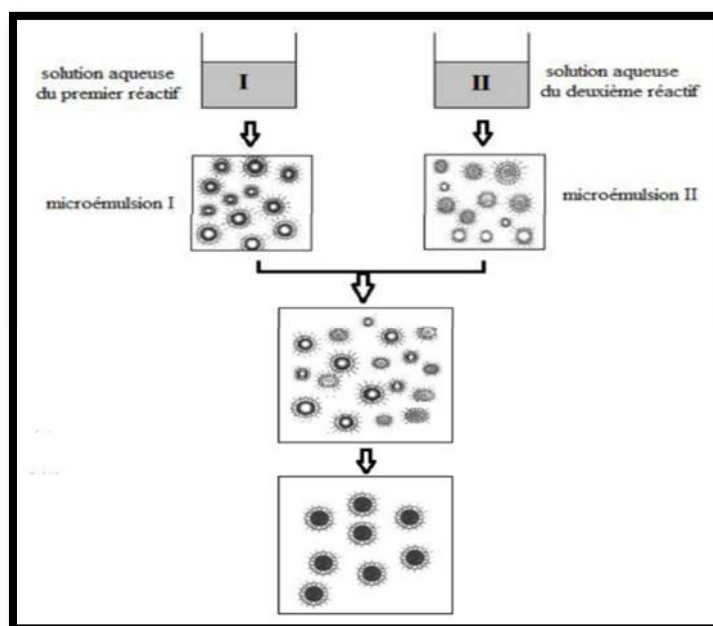 solution aqueuse
du premier réactif
I
II
solution aqueuse
du deuxième réactif
microémulsion I
microémulsion II